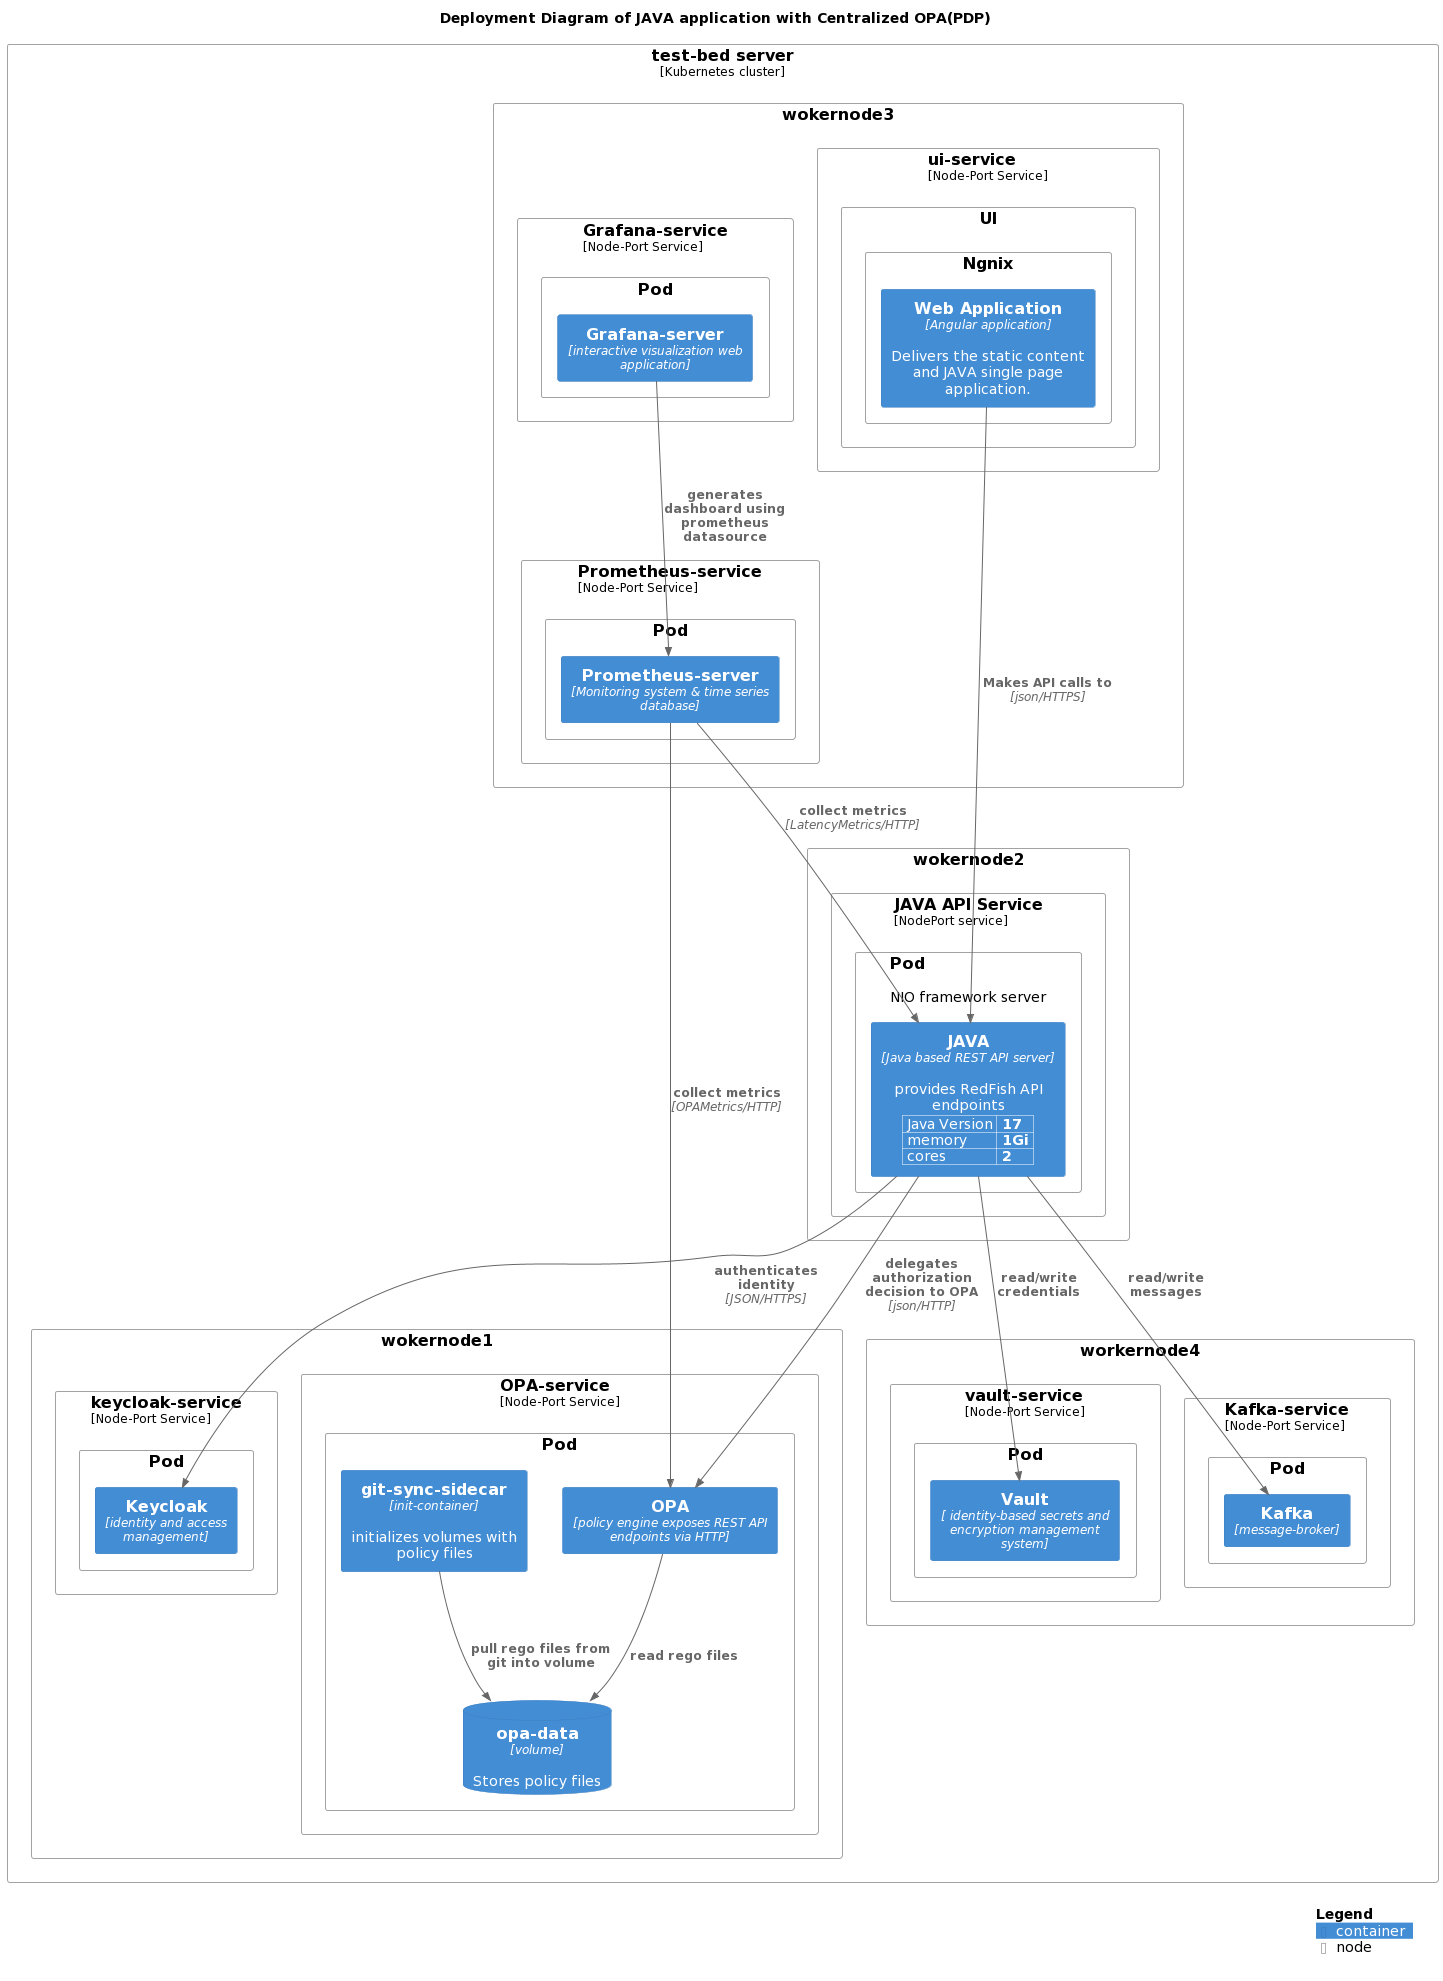 Deployment Diagram of JAVA application with Centralized OPA(PDP)
test-bed server
[Kubernetes cluster]
wokernode3
ui-service
[Node-Port Service]
UI
Ngnix
Web Application
[Angular application]
Delivers the static content
and JAVA single page
application.
Grafana-service
[Node-Port Service]
Pod
Grafana-server
[interactive visualization web
application]
generates
dashboard using
prometheus
datasource
Prometheus-service
[Node-Port Service]
Pod
Prometheus-server
[Monitoring system & time series
database]
Makes API calls to
[json/HTTPS]
collect metrics
[LatencyMetrics/HTTP]
wokernode2
JAVA API Service
[NodePort service]
Pod
NIO framework server
JAVA
[Java based REST API server]
provides RedFish API
endpoints
Java Version 17
memory 1Gi
cores 2
collect metrics
[OPAMetrics/HTTP]
authenticates
identity
[JSON/HTTPS]
delegates
authorization
decision to OPA
[json/HTTP]
read/write
credentials
read/write
messages
wokernode1
keycloak-service
[Node-Port Service]
Pod
Keycloak
[identity and access
management]
OPA-service
[Node-Port Service]
Pod
git-sync-sidecar
[init-container]
initializes volumes with
policy files
OPA
[policy engine exposes REST API
endpoints via HTTP]
pull rego files from
git into volume
read rego files
opa-data
[volume]
Stores policy files
workernode4
vault-service
[Node-Port Service]
Pod
Vault
[ identity-based secrets and
encryption management
system]
Kafka-service
[Node-Port Service]
Pod
Kafka
[message-broker]
Legend
container
node